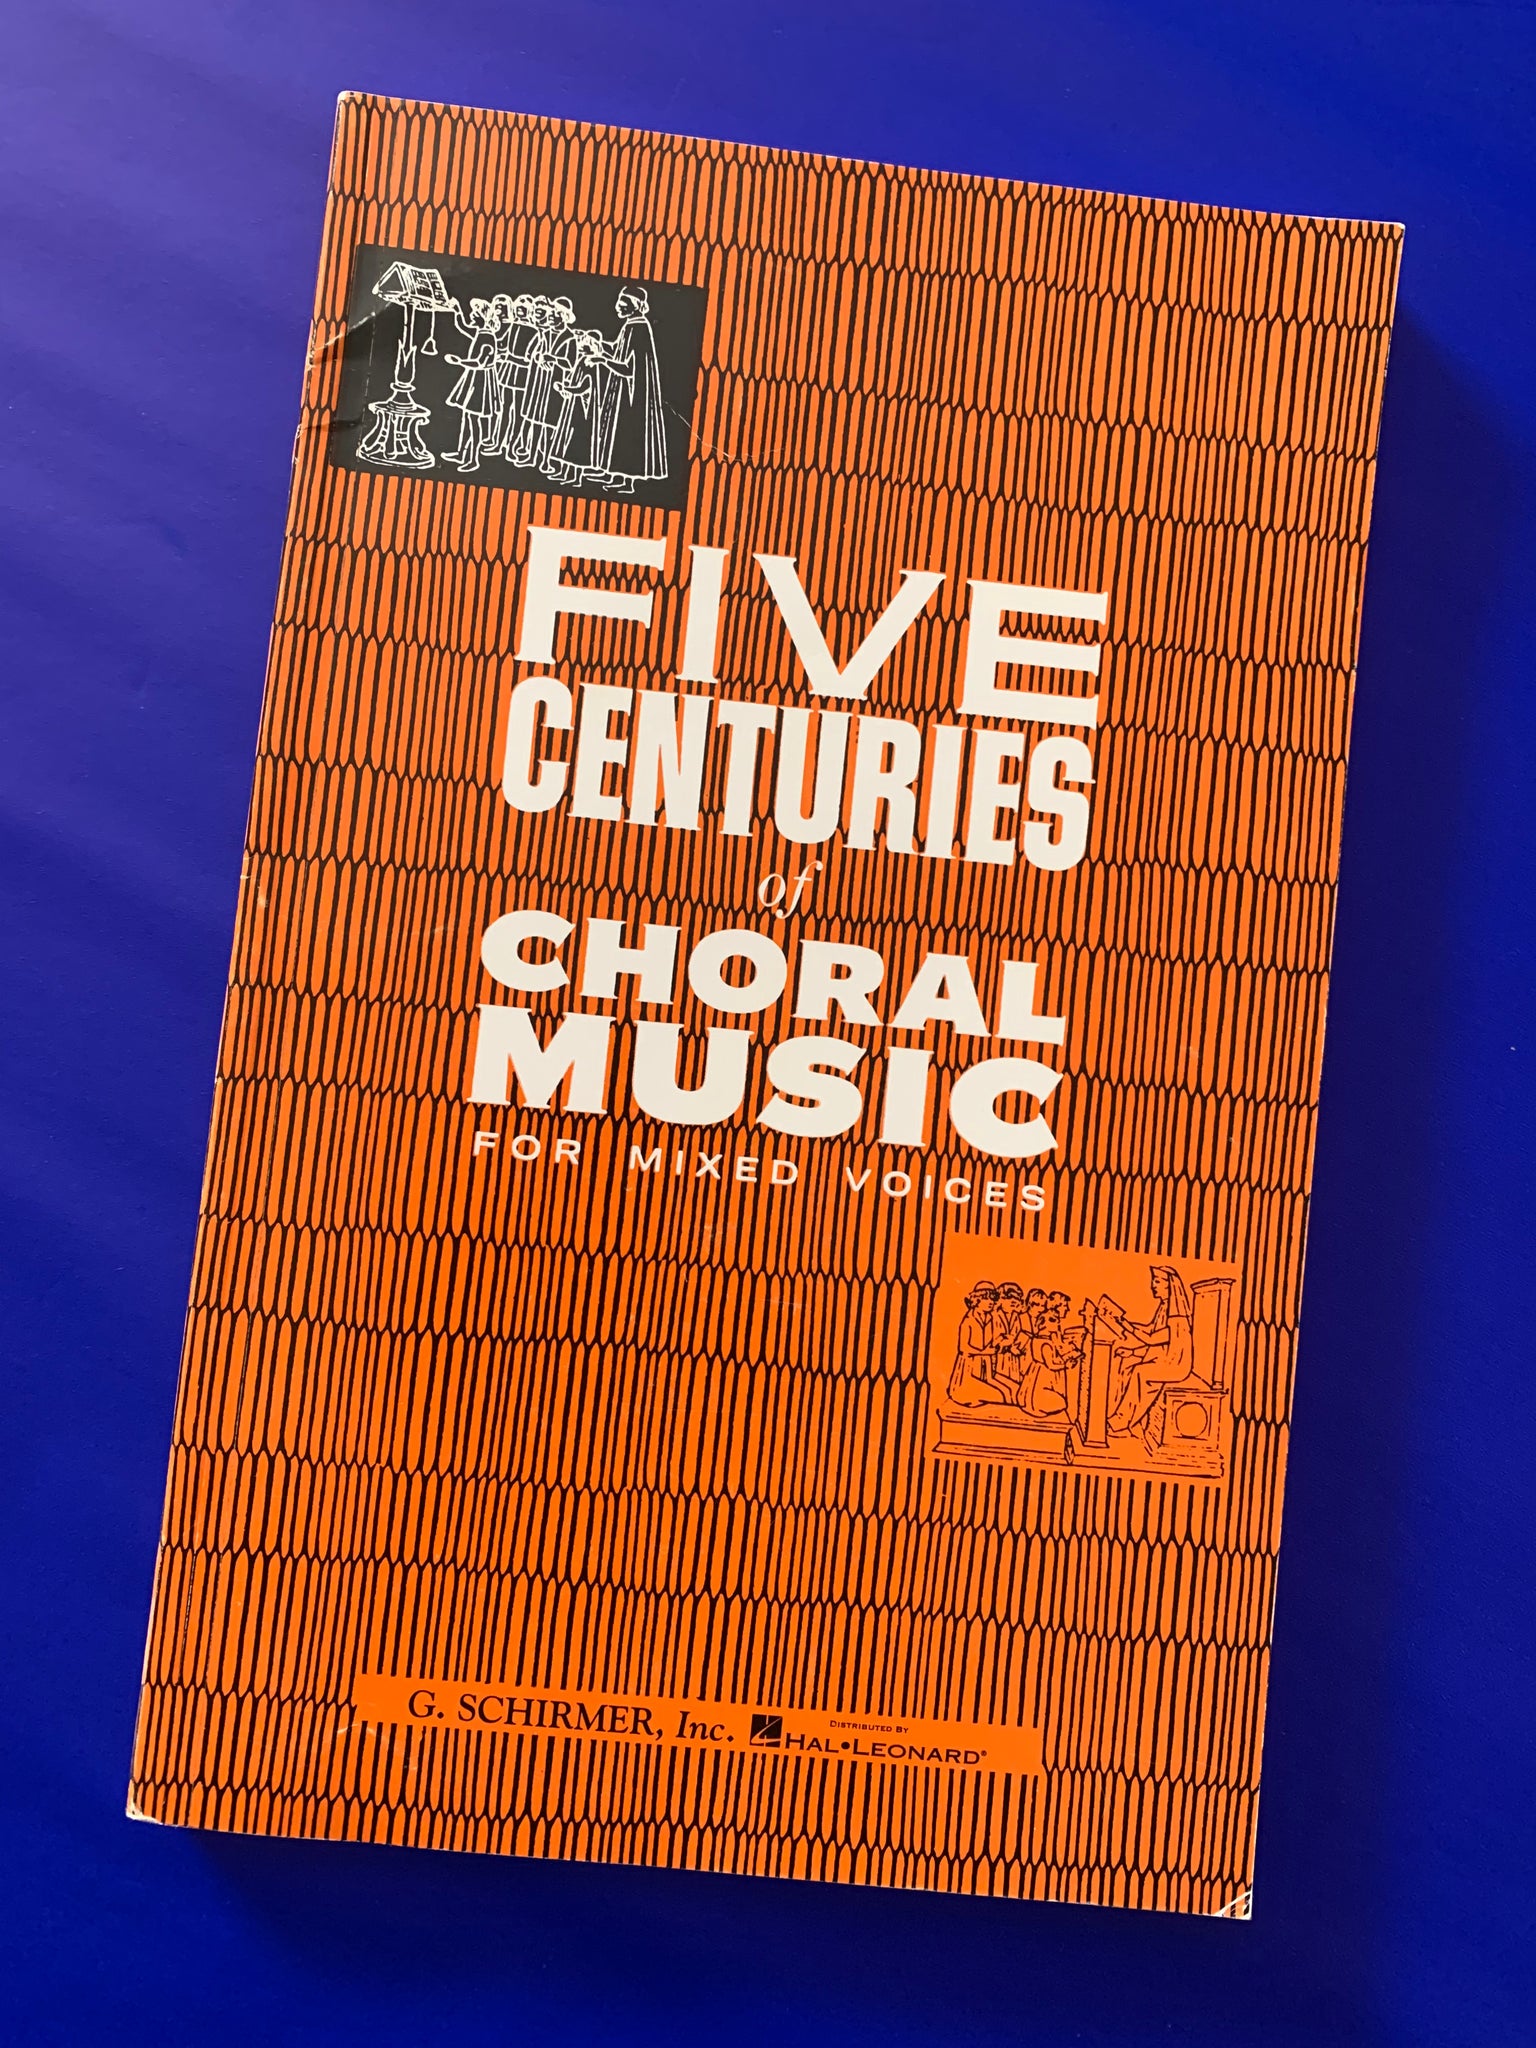 FIVE
CENTURIES
of
CHORAL
MUSIC
FOR MIXED VOICES
G. SCHIRMER, Inc.
DISTRIBUTED BY
HAL•LEONARD®